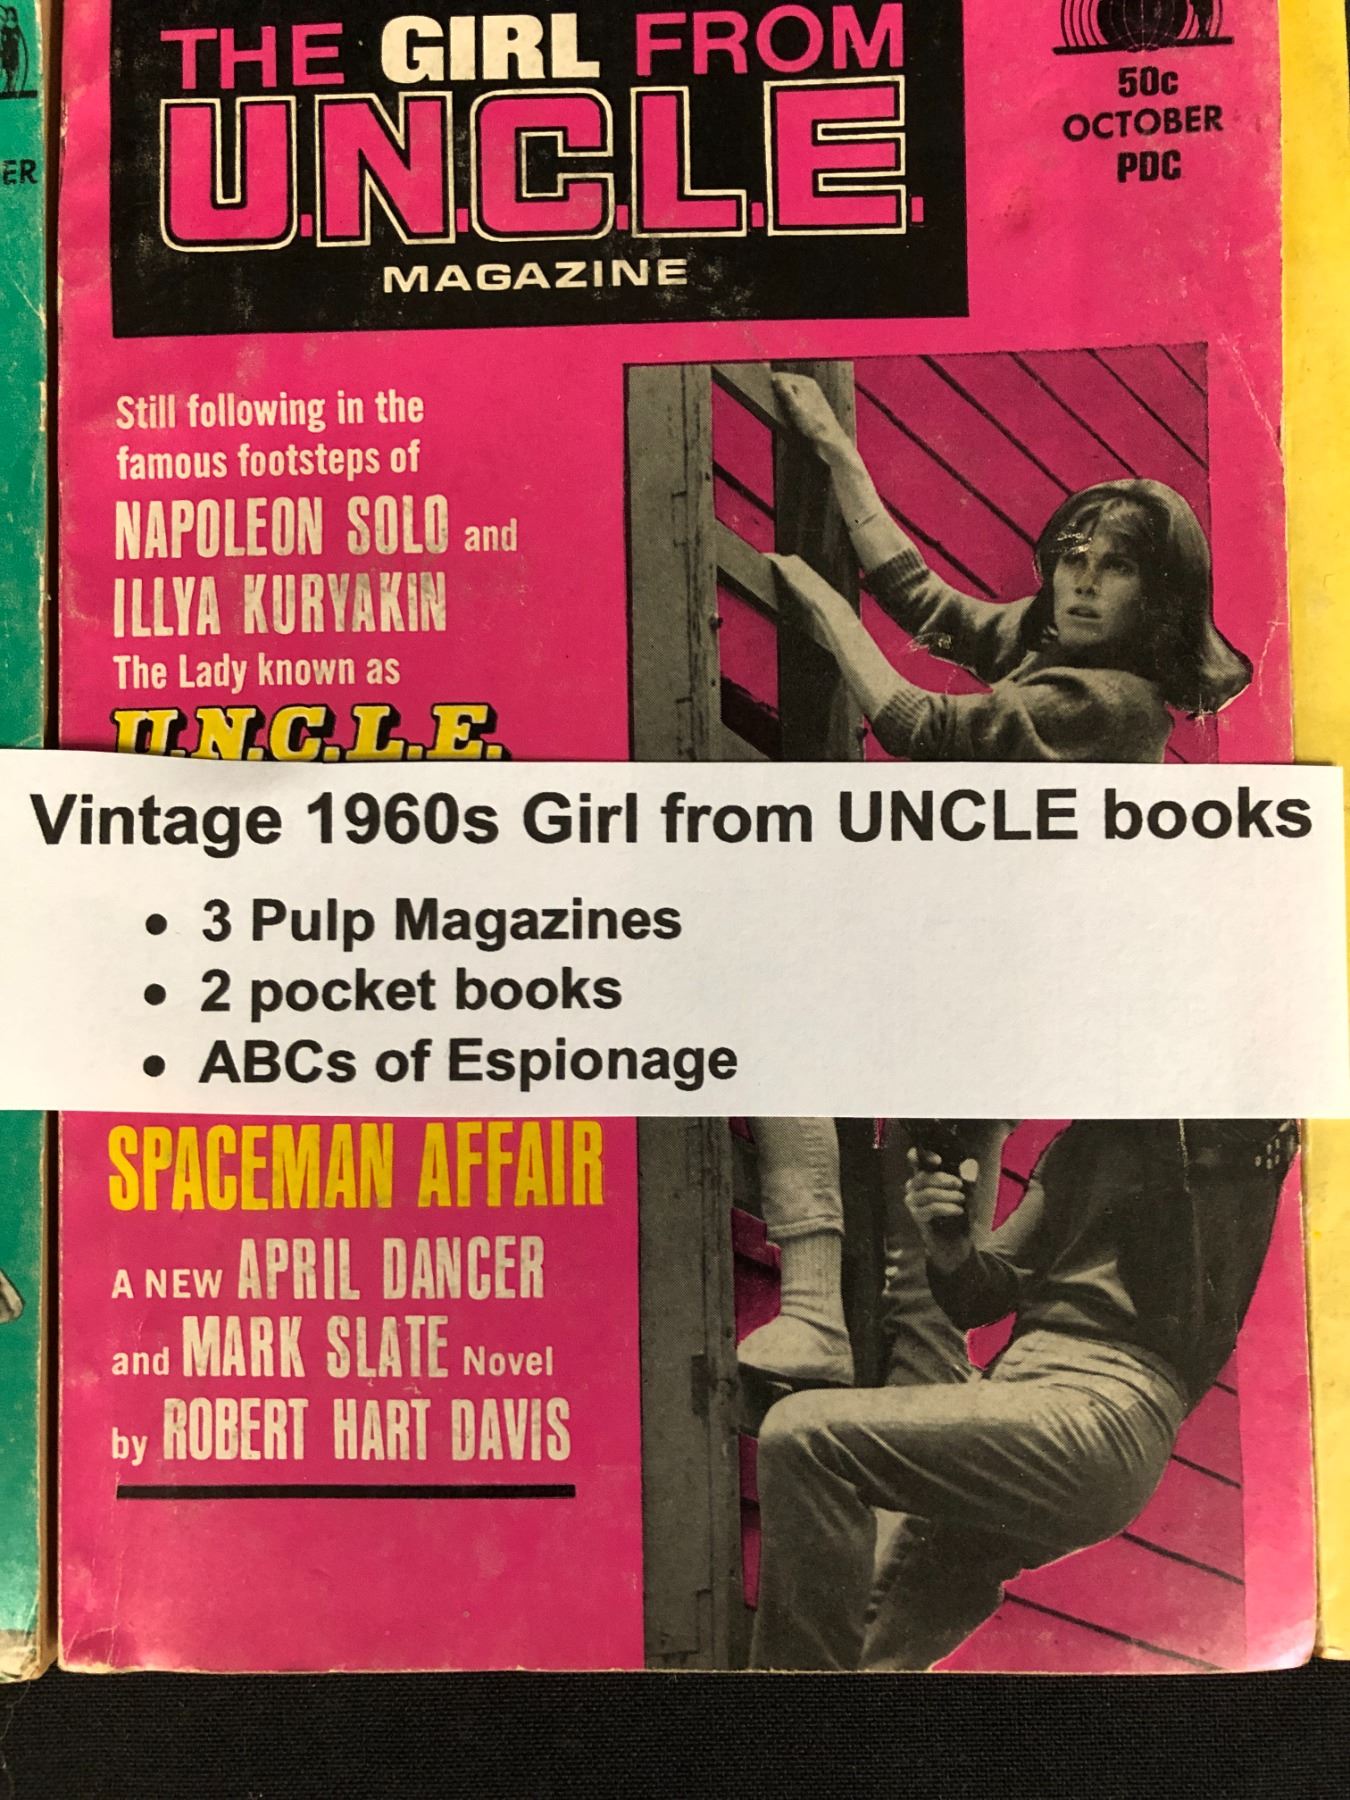 THE GIRL FROM
U.N.C.L.E.
MAGAZINE
50c
OCTOBER
PDC
ER
Still following in the
famous footsteps of
NAPOLEON SOLO and
ILLYA KURYAKIN
The Lady known as
U.N.C.L.E.
Vintage 1960s Girl from UNCLE books
• 3 Pulp Magazines
• 2 pocket books
• ABCs of Espionage
SPACEMAN AFFAIR
A NEW APRIL DANCER
and MARK SLATE Novel
by ROBERT HART DAVIS